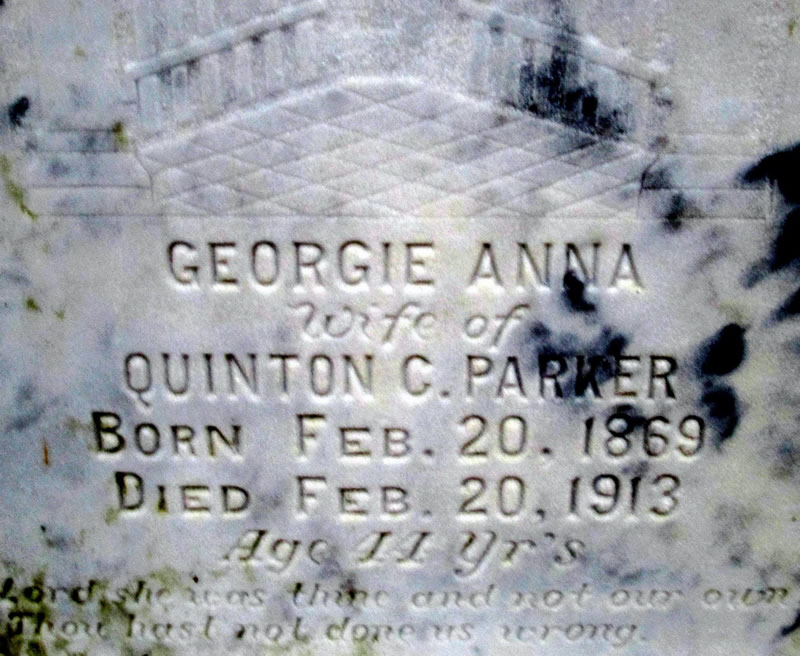 GEORGIE ANNA
Wife of
QUINTON C. PARKER
BORN FEB. 20. 1869
DIED FEB. 20, 1913
Age 44 Yr's
Lord, she was thine and not our own
Thou hast not done us wrong.